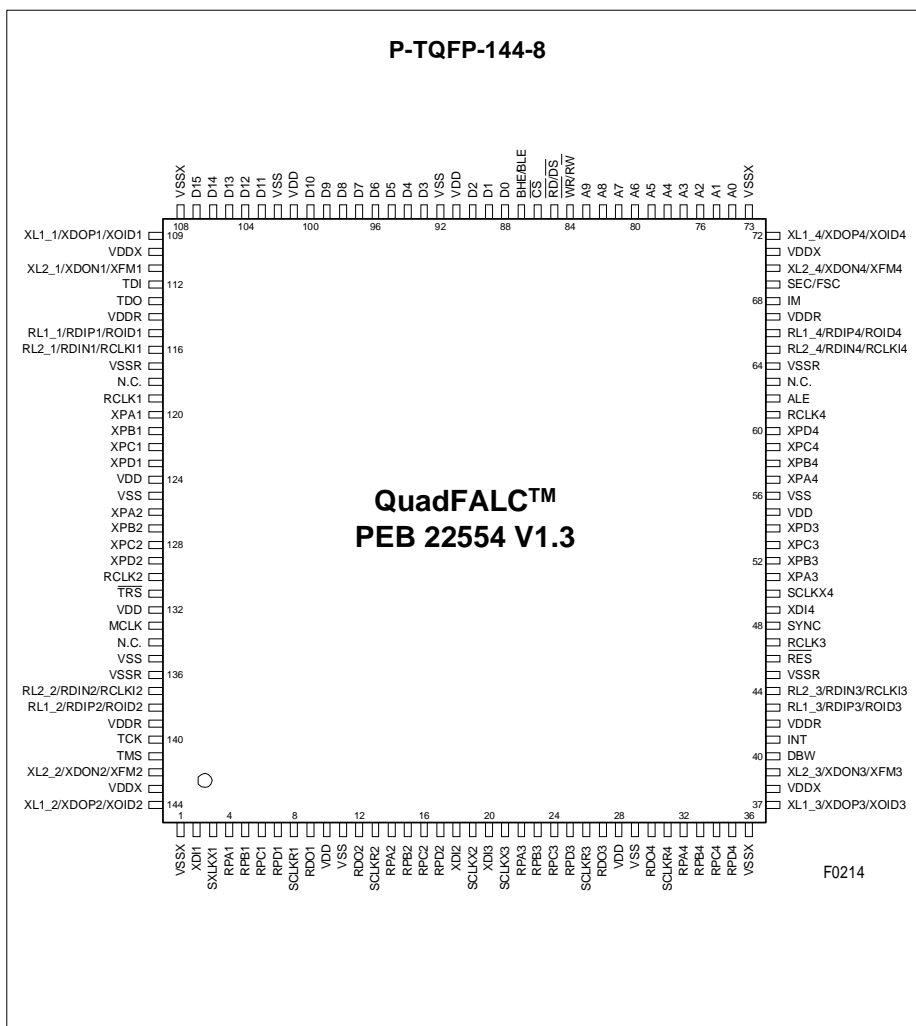 P-TQFP-144-8
VSSX
D15
D14
D13
D12
D11
VSS
VDD
D10
D9
D8
D7
D6
D5
D4
D3
VSS
VDD
D2
D1
D0
BHE/BLE
CS
RD/DS
WR/RW
A9
A8
A7
A6
A5
A4
A3
A2
A1
A0
VSSX
108
104
100
96
92
88
84
80
76
73
XL1_1/XDOP1/XOID1 109
VDDX
XL2_1/XDON1/XFM1
TDI 112
TDO
VDDR
RL1_1/RDIP1/ROID1
RL2_1/RDIN1/RCLKI1 116
VSSR
N.C.
RCLK1
XPA1 120
XPB1
XPC1
XPD1
VDD 124
VSS
XPA2
XPB2
XPC2 128
XPD2
RCLK2
TRS
VDD 132
MCLK
N.C.
VSS
VSSR 136
RL2_2/RDIN2/RCLKI2
RL1_2/RDIP2/ROID2
VDDR
TCK 140
TMS
XL2_2/XDON2/XFM2
VDDX
XL1_2/XDOP2/XOID2 144
QuadFALC™
PEB 22554 V1.3
72 XL1_4/XDOP4/XOID4
VDDX
XL2_4/XDON4/XFM4
SEC/FSC
68 IM
VDDR
RL1_4/RDIP4/ROID4
RL2_4/RDIN4/RCLKI4
64 VSSR
N.C.
ALE
RCLK4
60 XPD4
XPC4
XPB4
XPA4
56 VSS
VDD
XPD3
XPC3
52 XPB3
XPA3
SCLKX4
XDI4
48 SYNC
RCLK3
RES
VSSR
44 RL2_3/RDIN3/RCLKI3
RL1_3/RDIP3/ROID3
VDDR
INT
40 DBW
XL2_3/XDON3/XFM3
VDDX
37 XL1_3/XDOP3/XOID3
1
4
8
12
16
20
24
28
32
36
VSSX
XDI1
SXLKX1
RPA1
RPB1
RPC1
RPD1
SCLKR1
RDO1
VDD
VSS
RDO2
SCLKR2
RPA2
RPB2
RPC2
RPD2
XDI2
SCLKX2
XDI3
SCLKX3
RPA3
RPB3
RPC3
RPD3
SCLKR3
RDO3
VDD
VSS
RDO4
SCLKR4
RPA4
RPB4
RPC4
RPD4
VSSX
F0214